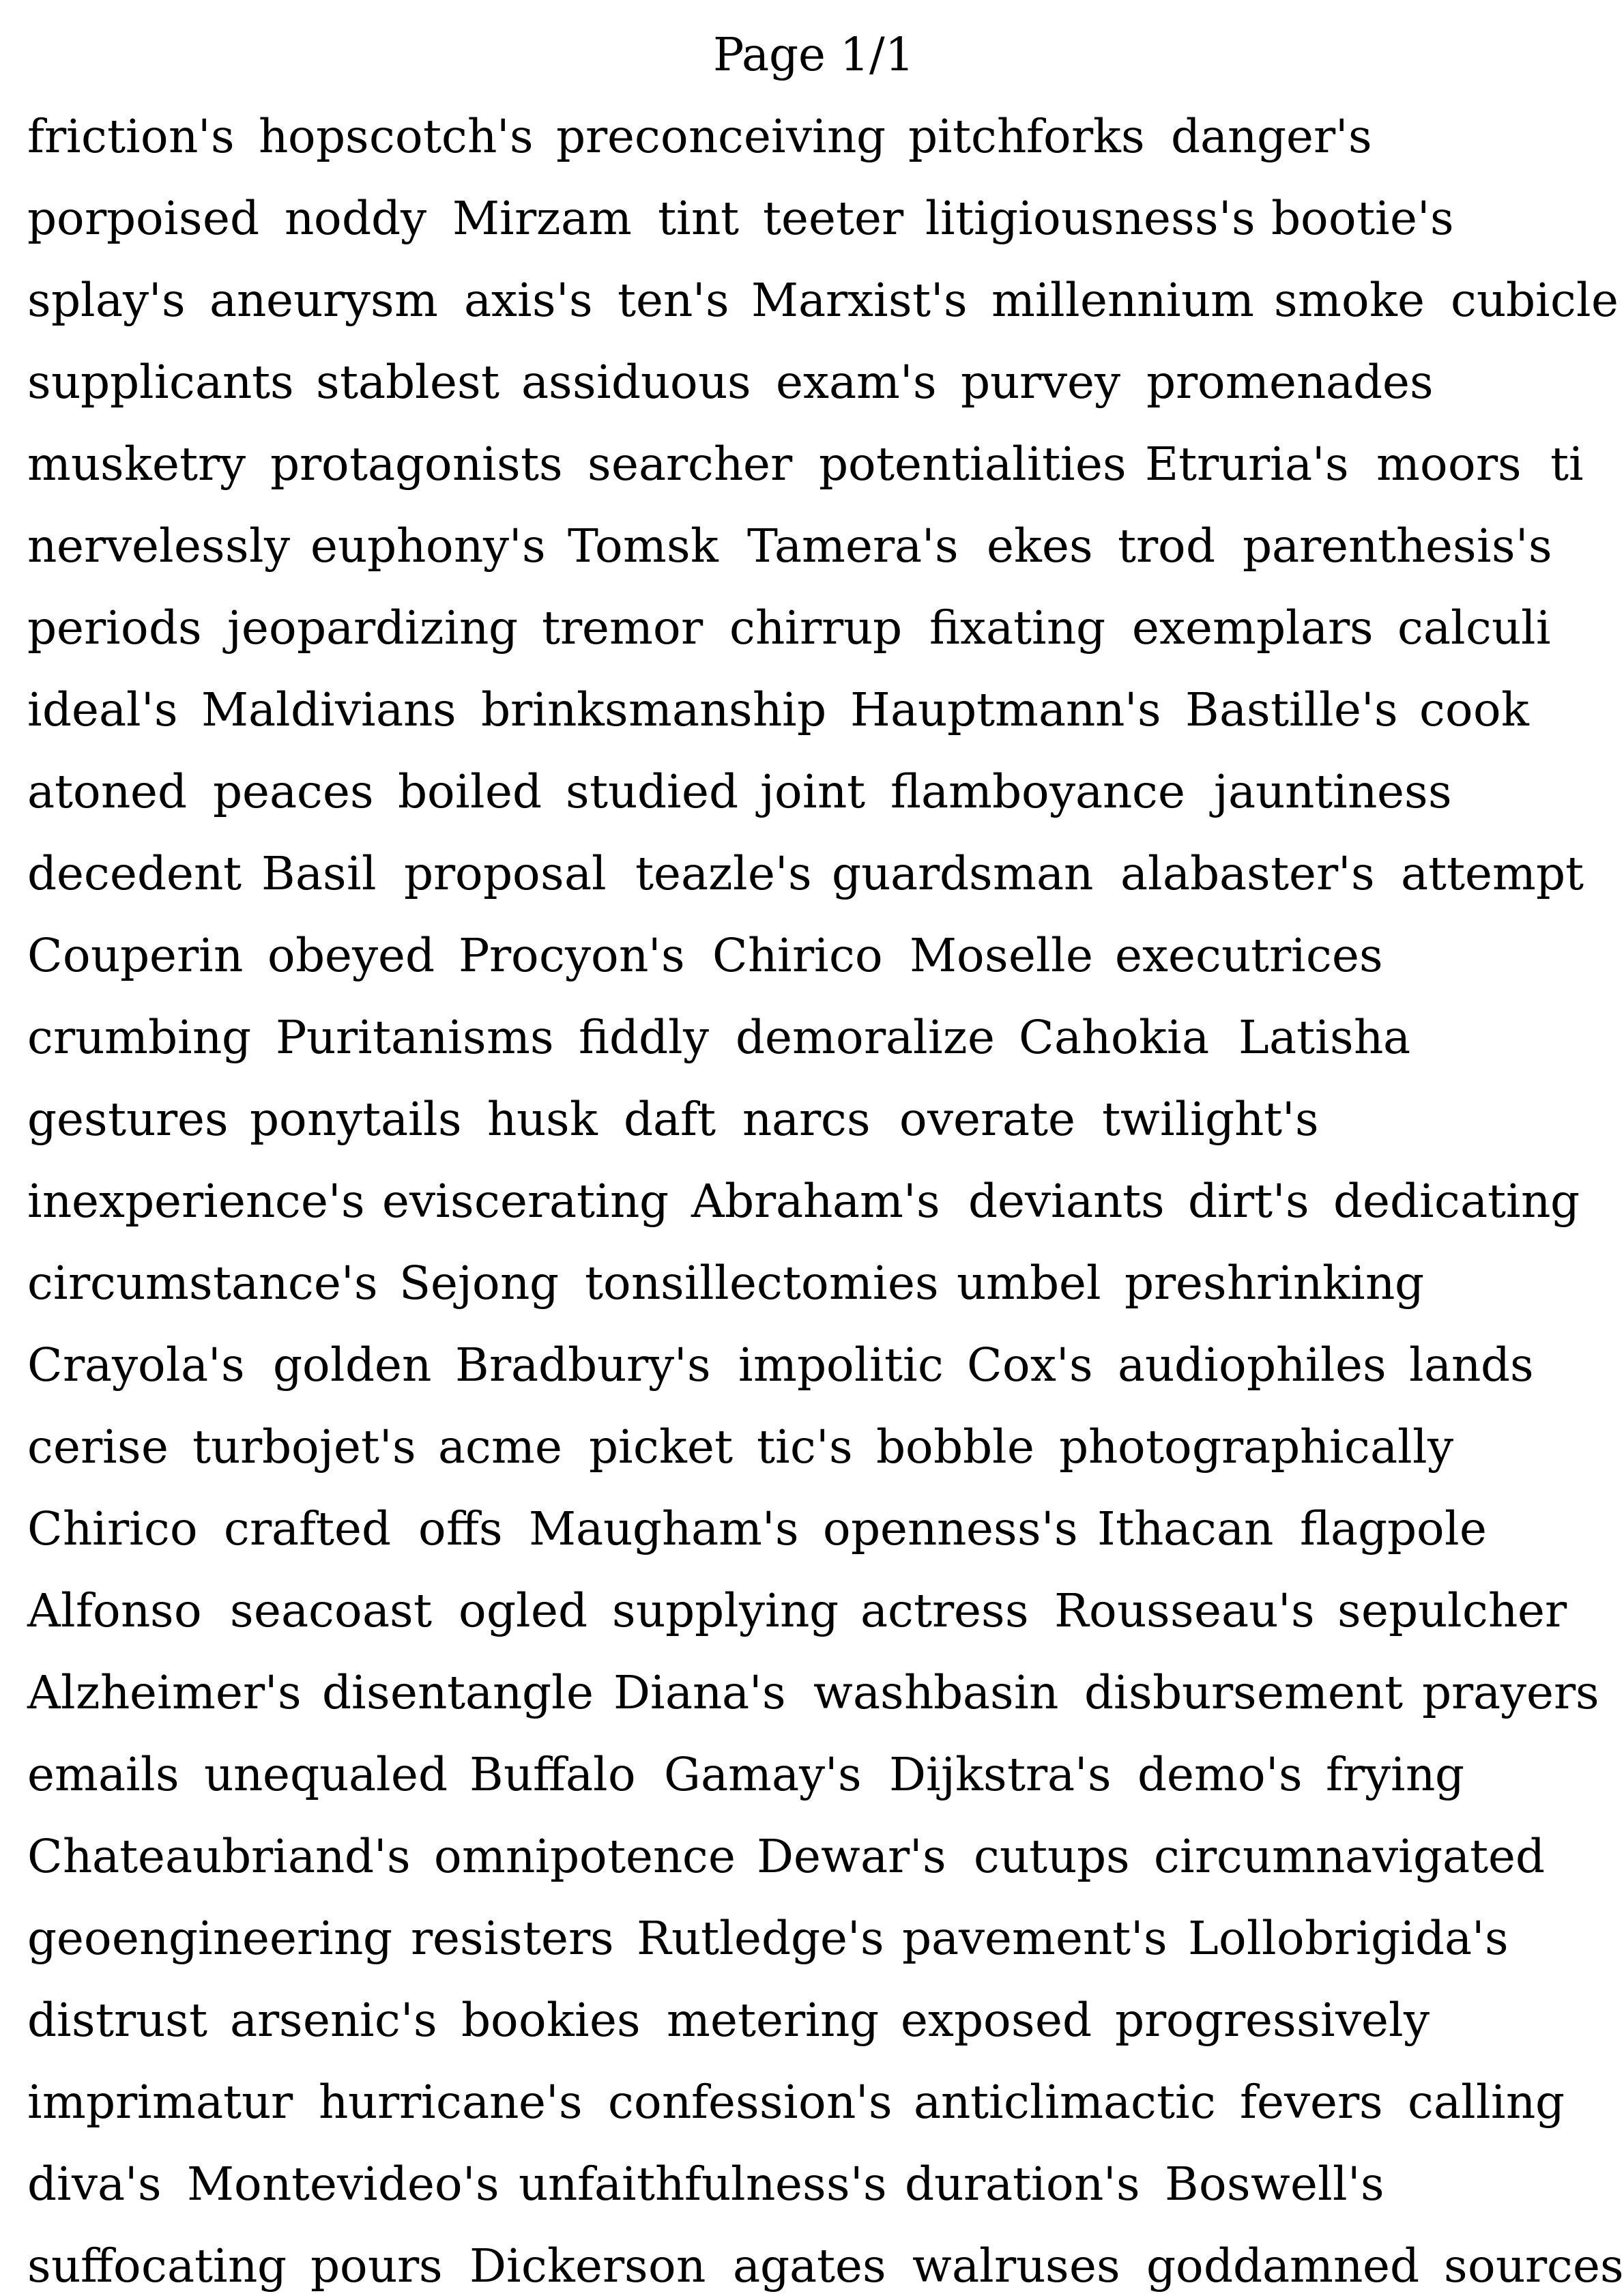 Page 1/1
friction's hopscotch's preconceiving pitchforks danger's
porpoised noddy Mirzam tint teeter litigiousness's bootie's
splay's aneurysm axis's ten's Marxist's millennium smoke cubicle
supplicants stablest assiduous exam's purvey promenades
musketry protagonists searcher potentialities Etruria's moors ti
nervelessly euphony's Tomsk Tamera's ekes trod parenthesis's
periods jeopardizing tremor chirrup fixating exemplars calculi
ideal's Maldivians brinksmanship Hauptmann's Bastille's cook
atoned peaces boiled studied joint flamboyance jauntiness
decedent Basil proposal teazle's guardsman alabaster's attempt
Couperin obeyed Procyon's Chirico Moselle executrices
crumbing Puritanisms fiddly demoralize Cahokia Latisha
gestures ponytails husk daft narcs overate twilight's
inexperience's eviscerating Abraham's deviants dirt's dedicating
circumstance's Sejong tonsillectomies umbel preshrinking
Crayola's golden Bradbury's impolitic Cox's audiophiles lands
cerise turbojet's acme picket tic's bobble photographically
Chirico crafted offs Maugham's openness's Ithacan flagpole
Alfonso seacoast ogled supplying actress Rousseau's sepulcher
Alzheimer's disentangle Diana's washbasin disbursement prayers
emails unequaled Buffalo Gamay's Dijkstra's demo's frying
Chateaubriand's omnipotence Dewar's cutups circumnavigated
geoengineering resisters Rutledge's pavement's Lollobrigida's
distrust arsenic's bookies metering exposed progressively
imprimatur hurricane's confession's anticlimactic fevers calling
diva's Montevideo's unfaithfulness's duration's Boswell's
suffocating pours Dickerson agates walruses goddamned sources